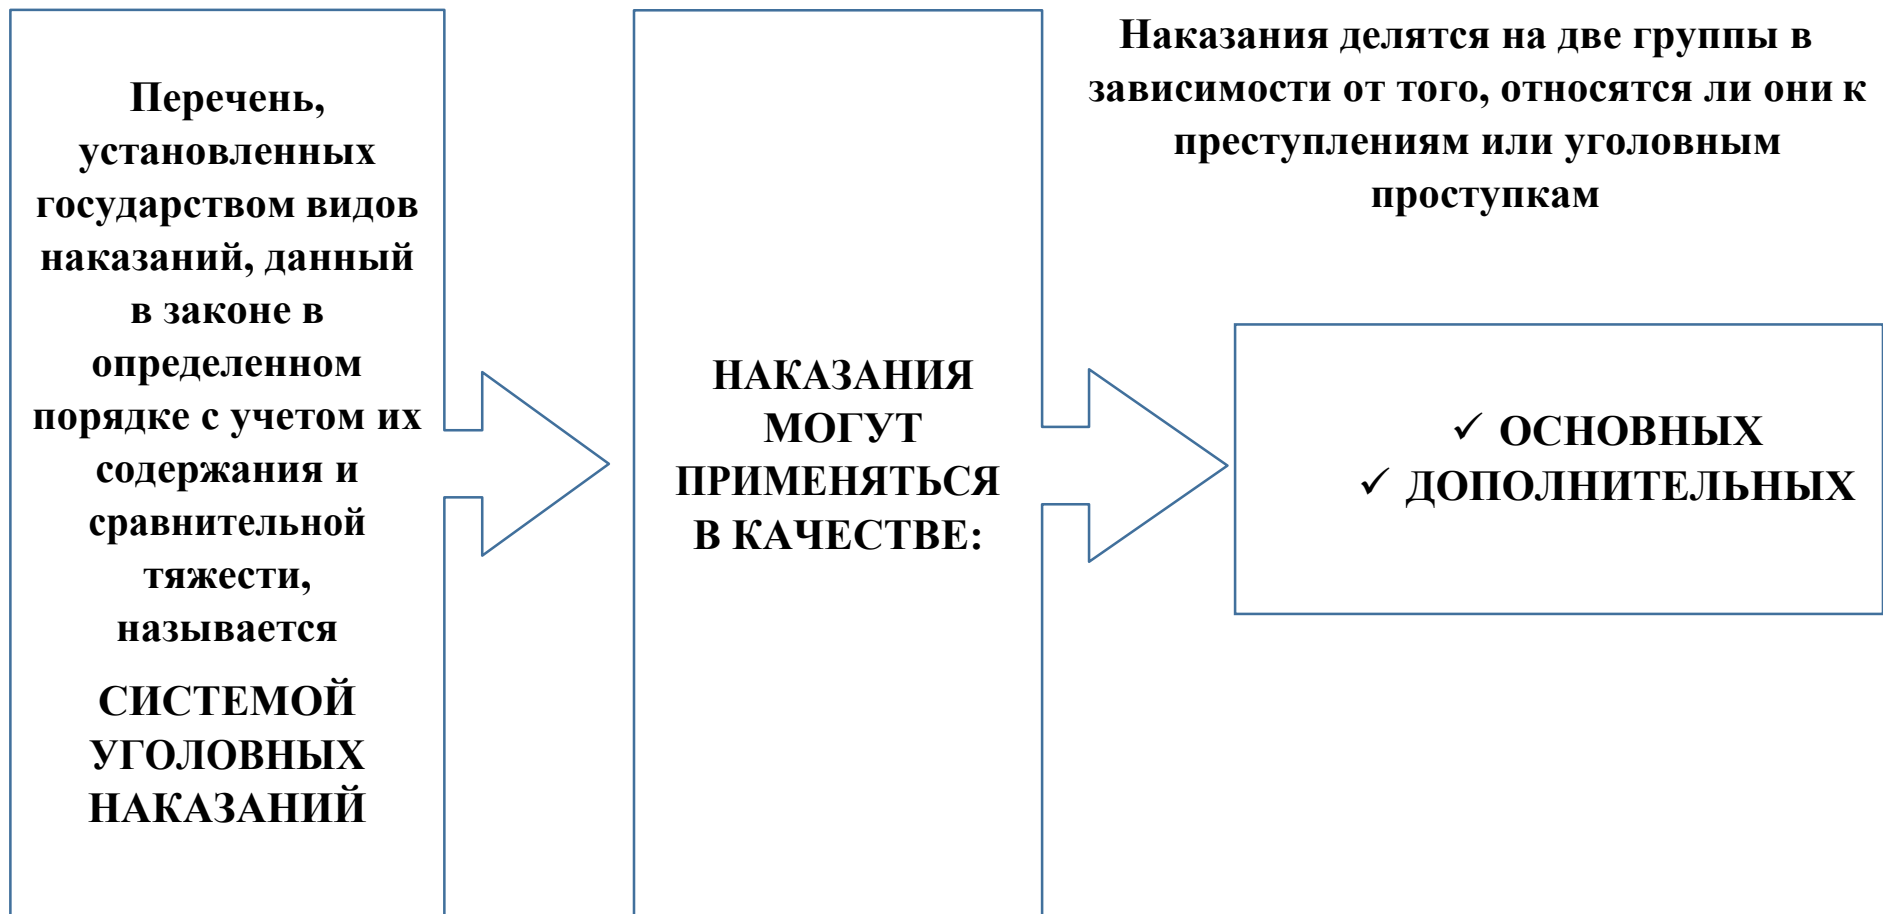 Перечень,
установленных
государством видов
наказаний, данный
в законе в
определенном
порядке с учетом их
содержания и
сравнительной
тяжести,
называется
СИСТЕМОЙ
УГОЛОВНЫХ
НАКАЗАНИЙ
НАКАЗАНИЯ
МОГУТ
ПРИМЕНЯТЬСЯ
В КАЧЕСТВЕ:
Наказания делятся на две группы в
зависимости от того, относятся ли они к
преступлениям или уголовным
проступкам
✓ ОСНОВНЫХ
✓ ДОПОЛНИТЕЛЬНЫХ